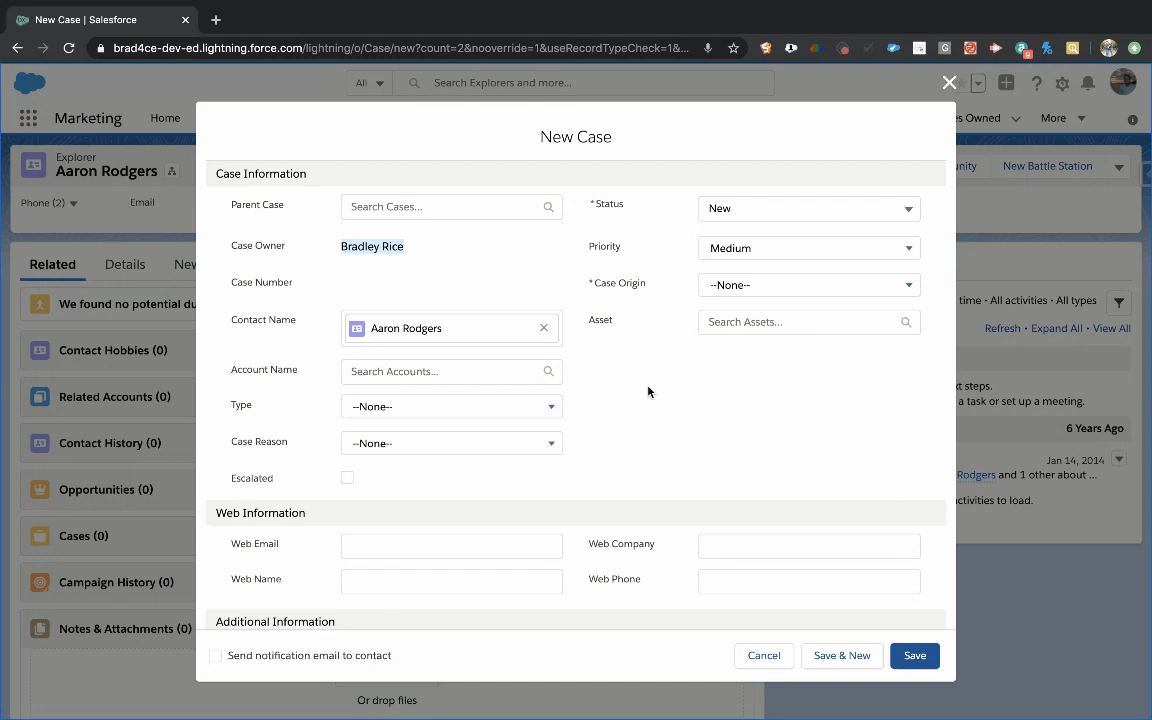 New Case | Salesforce
brad4ce-dev-ed.lightning.force.com/lightning/o/Case/new?count=2&nooverride=1&useRecordTypeCheck=1&...
All
Search Explorers and more...
Marketing
Home
es Owned
More
New Case
Explorer
Aaron Rodgers
unity
New Battle Station
Phone (2)
Email
Case Information
Parent Case
Search Cases...
*Status
New
Case Owner
Bradley Rice
Priority
Medium
Case Number
*Case Origin
--None--
Contact Name
Aaron Rodgers
Asset
Search Assets...
Account Name
Search Accounts...
Type
--None--
Case Reason
--None--
Escalated
Web Information
Web Email
Web Company
Web Name
Web Phone
Additional Information
Send notification email to contact
Cancel
Save & New
Save
Related
Details
New
We found no potential du
Contact Hobbies (0)
Related Accounts (0)
Contact History (0)
Opportunities (0)
Cases (0)
Campaign History (0)
Notes & Attachments (0)
Or drop files
time • All activities • All types
Refresh • Expand All • View All
xt steps.
a task or set up a meeting.
6 Years Ago
Jan 14, 2014
Rodgers and 1 other about ...
activities to load.